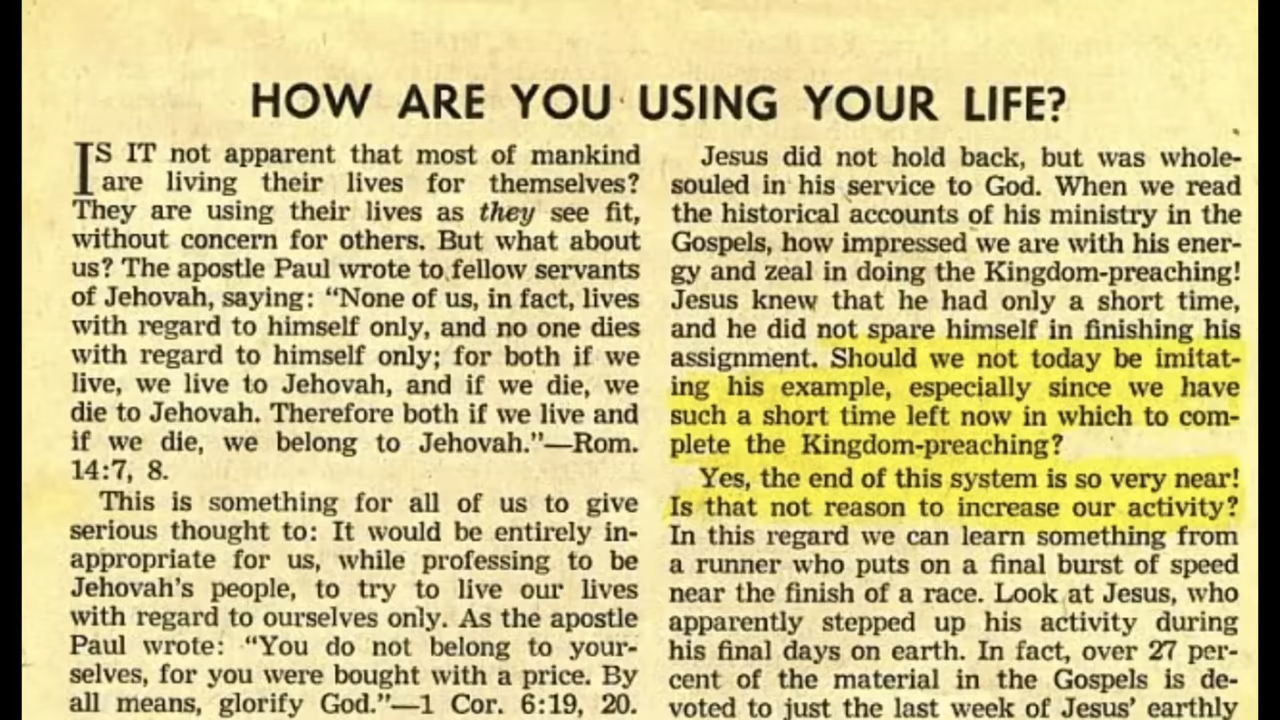 HOW ARE YOU USING YOUR LIFE?
IS IT not apparent that most of mankind
are living their lives for themselves?
They are using their lives as they see fit,
without concern for others. But what about
us? The apostle Paul wrote to fellow servants
of Jehovah, saying: “None of us, in fact, lives
with regard to himself only, and no one dies
with regard to himself only; for both if we
live, we live to Jehovah, and if we die, we
die to Jehovah. Therefore both if we live and
if we die, we belong to Jehovah.”—Rom.
14:7, 8.
This is something for all of us to give
serious thought to: It would be entirely in-
appropriate for us, while professing to be
Jehovah’s people, to try to live our lives
with regard to ourselves only. As the apostle
Paul wrote: “You do not belong to your-
selves, for you were bought with a price. By
all means, glorify God.”—1 Cor. 6:19, 20.
Jesus did not hold back, but was whole-
souled in his service to God. When we read
the historical accounts of his ministry in the
Gospels, how impressed we are with his ener-
gy and zeal in doing the Kingdom-preaching!
Jesus knew that he had only a short time,
and he did not spare himself in finishing his
assignment. Should we not today be imitat-
ing his example, especially since we have
such a short time left now in which to com-
plete the Kingdom-preaching?
Yes, the end of this system is so very near!
Is that not reason to increase our activity?
In this regard we can learn something from
a runner who puts on a final burst of speed
near the finish of a race. Look at Jesus, who
apparently stepped up his activity during
his final days on earth. In fact, over 27 per-
cent of the material in the Gospels is de-
voted to just the last week of Jesus’ earthly